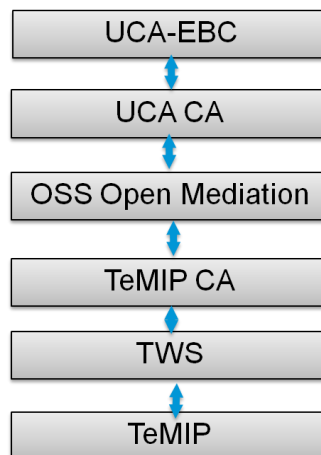 UCA-EBC
UCA CA
OSS Open Mediation
TeMIP CA
TWS
TeMIP